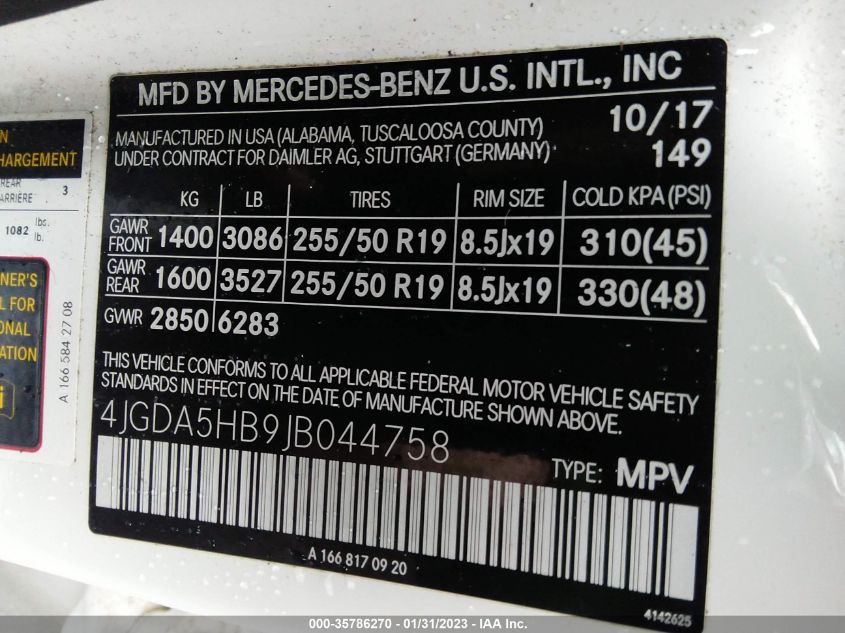 MFD BY MERCEDES-BENZ U.S. INTL., INC
MANUFACTURED IN USA (ALABAMA, TUSCALOOSA COUNTY) 10/17
UNDER CONTRACT FOR DAIMLER AG, STUTTGART (GERMANY) 149
KG LB TIRES RIM SIZE COLD KPA (PSI)
GAWR FRONT 1400 3086 255/50 R19 8.5Jx19 310(45)
GAWR REAR 1600 3527 255/50 R19 8.5Jx19 330(48)
GVWR 2850 6283
THIS VEHICLE CONFORMS TO ALL APPLICABLE FEDERAL MOTOR VEHICLE SAFETY
STANDARDS IN EFFECT ON THE DATE OF MANUFACTURE SHOWN ABOVE.
4JGDA5HB9JB044758
TYPE: MPV
A 166 817 09 20
4142625
HARGEMENT
REAR
ARRIÈRE . 3
1082 lbs.
lb.
NER'S
L FOR
ONAL
ATION
i
A 166 584 27 08
000-35786270 - 01/31/2023 - IAA Inc.